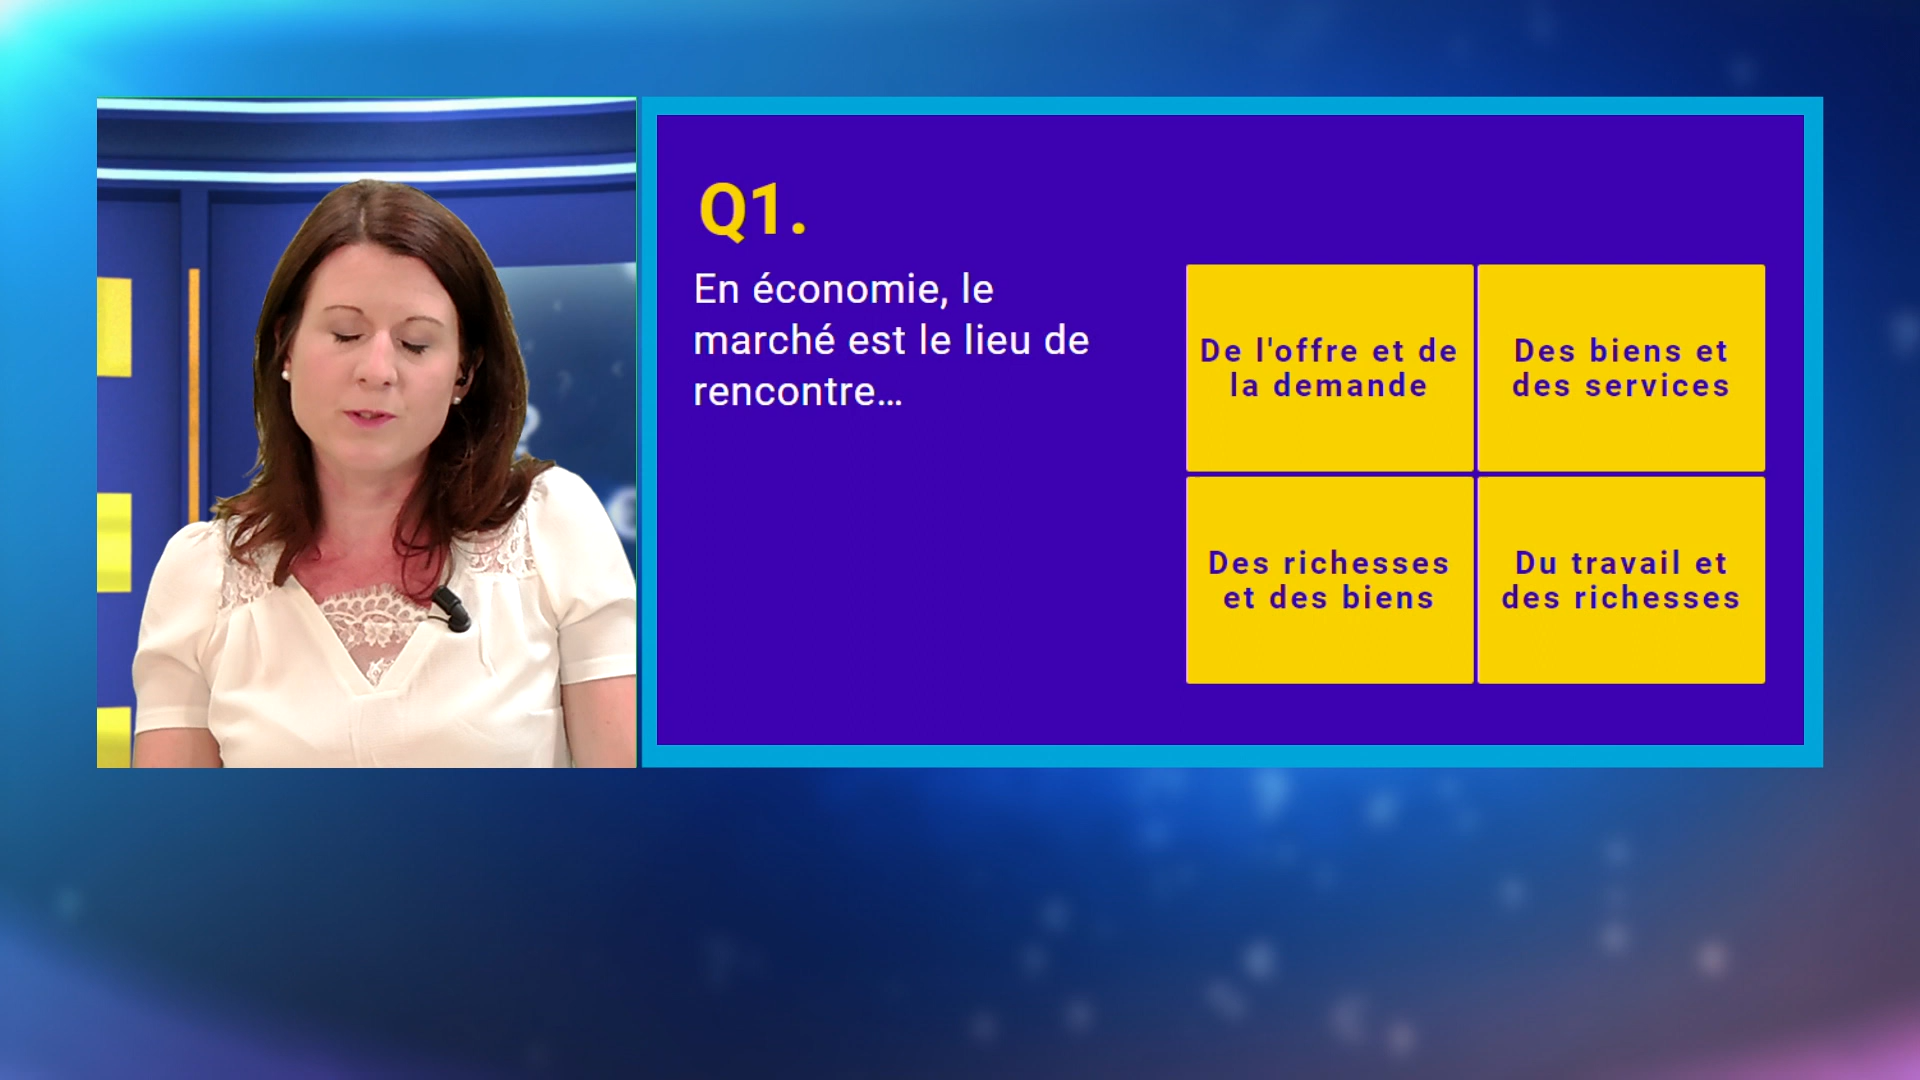 Q1.
En économie, le
marché est le lieu de
rencontre...
De l'offre et de
la demande
Des biens et
des services
Des richesses
et des biens
Du travail et
des richesses